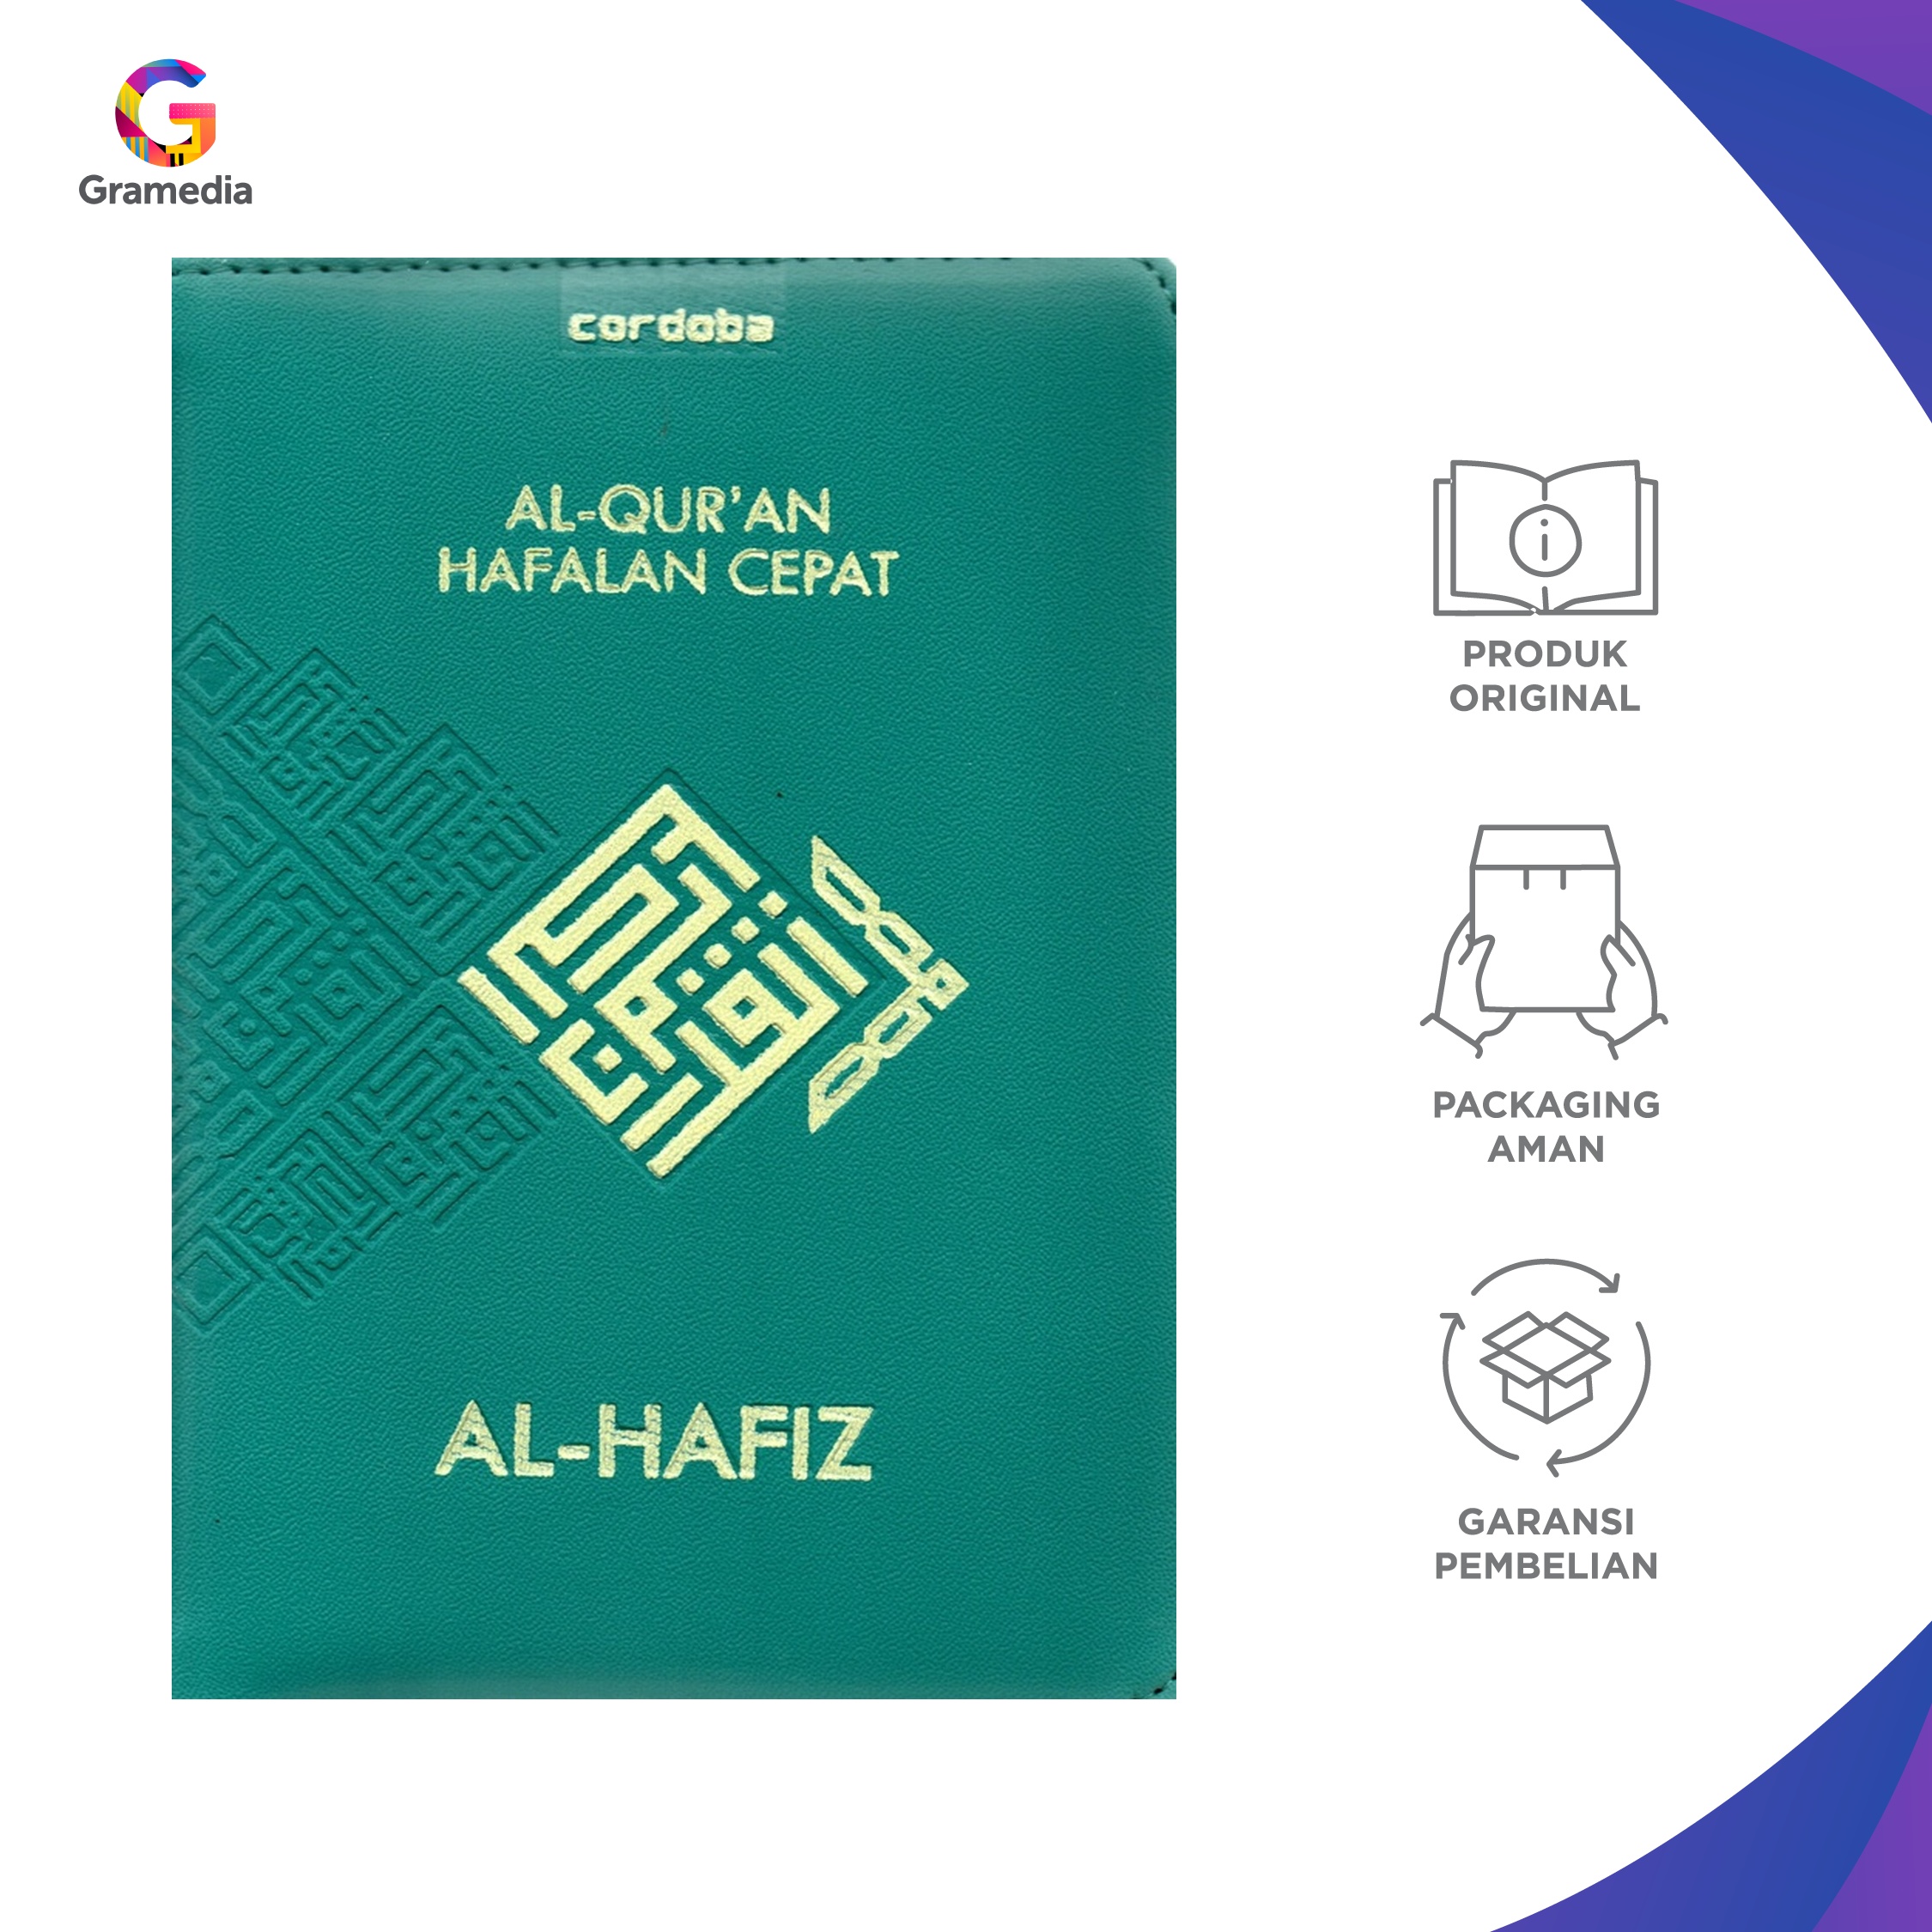 Gramedia
cordoba
AL-QUR'AN
HAFALAN CEPAT
AL-HAFIZ
PRODUK
ORIGINAL
PACKAGING
AMAN
GARANSI
PEMBELIAN